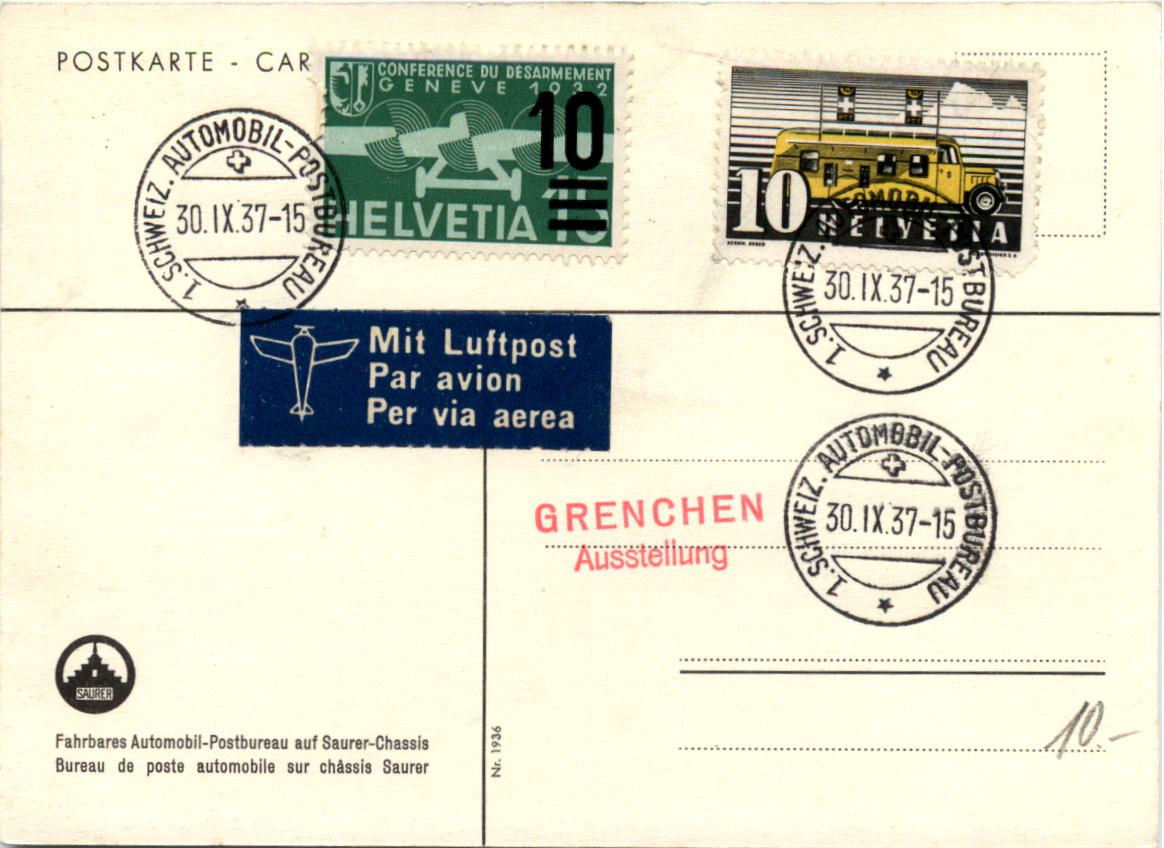 POSTKARTE - CAR
CONFERENCE DU DESARMEMENT
GENEVE 1932
10
HELVETIA 15
10 HELVETIA
1. SCHWEIZ. AUTOMOBIL-POSTBUREAU
30.IX.37-15
1. SCHWEIZ. AUTOMOBIL-POSTBUREAU
30.IX.37-15
Mit Luftpost
Par avion
Per via aerea
GRENCHEN
Ausstellung
1. SCHWEIZ. AUTOMOBIL-POSTBUREAU
30.IX.37-15
SAURER
Fahrbares Automobil-Postbureau auf Saurer-Chassis
Bureau de poste automobile sur châssis Saurer
Nr. 1936
10.-